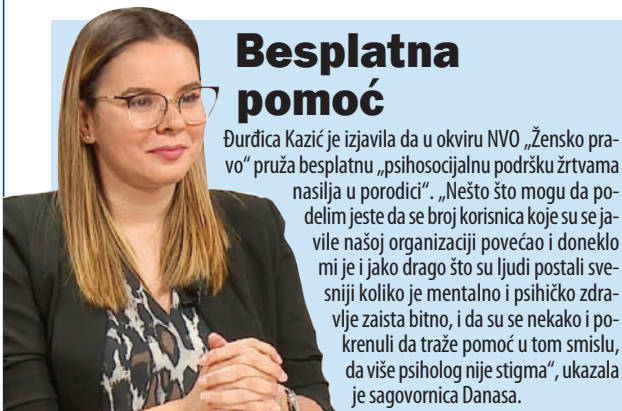 Besplatna
pomoć
Đurđica Kazić je izjavila da u okviru NVO „Žensko pra-
vo“ pruža besplatnu „psihosocijalnu podršku žrtvama
nasilja u porodici“. „Nešto što mogu da po-
delim jeste da se broj korisnica koje su se ja-
vile našoj organizaciji povećao i doneklo
mi je i jako drago što su ljudi postali sve-
sniji koliko je mentalno i psihičko zdra-
vlje zaista bitno, i da su se nekako i po-
krenuli da traže pomoć u tom smislu,
da više psiholog nije stigma“, ukazala
je sagovornica Danasa.